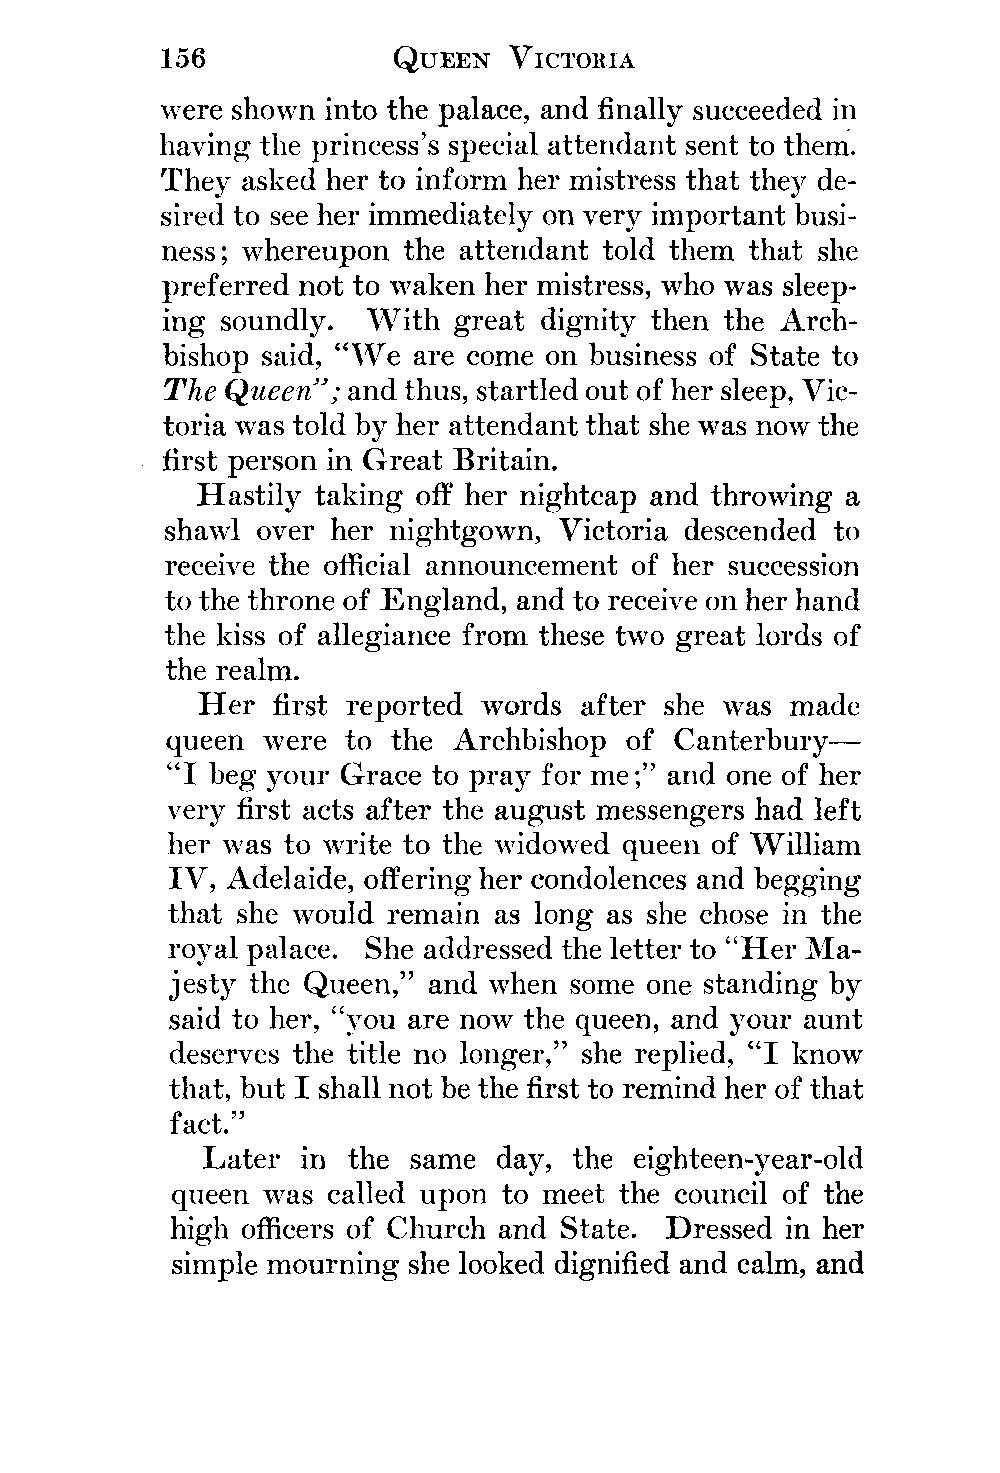 156 QUEEN VICTORIA
were shown into the palace, and finally succeeded in
having the princess's special attendant sent to them.
They asked her to inform her mistress that they de-
sired to see her immediately on very important busi-
ness; whereupon the attendant told them that she
preferred not to waken her mistress, who was sleep-
ing soundly. With great dignity then the Arch-
bishop said, “We are come on business of State to
The Queen”; and thus, startled out of her sleep, Vic-
toria was told by her attendant that she was now the
first person in Great Britain.
Hastily taking off her nightcap and throwing a
shawl over her nightgown, Victoria descended to
receive the official announcement of her succession
to the throne of England, and to receive on her hand
the kiss of allegiance from these two great lords of
the realm.
Her first reported words after she was made
queen were to the Archbishop of Canterbury—
“I beg your Grace to pray for me;” and one of her
very first acts after the august messengers had left
her was to write to the widowed queen of William
IV, Adelaide, offering her condolences and begging
that she would remain as long as she chose in the
royal palace. She addressed the letter to “Her Ma-
jesty the Queen,” and when some one standing by
said to her, “you are now the queen, and your aunt
deserves the title no longer,” she replied, “I know
that, but I shall not be the first to remind her of that
fact.”
Later in the same day, the eighteen-year-old
queen was called upon to meet the council of the
high officers of Church and State. Dressed in her
simple mourning she looked dignified and calm, and